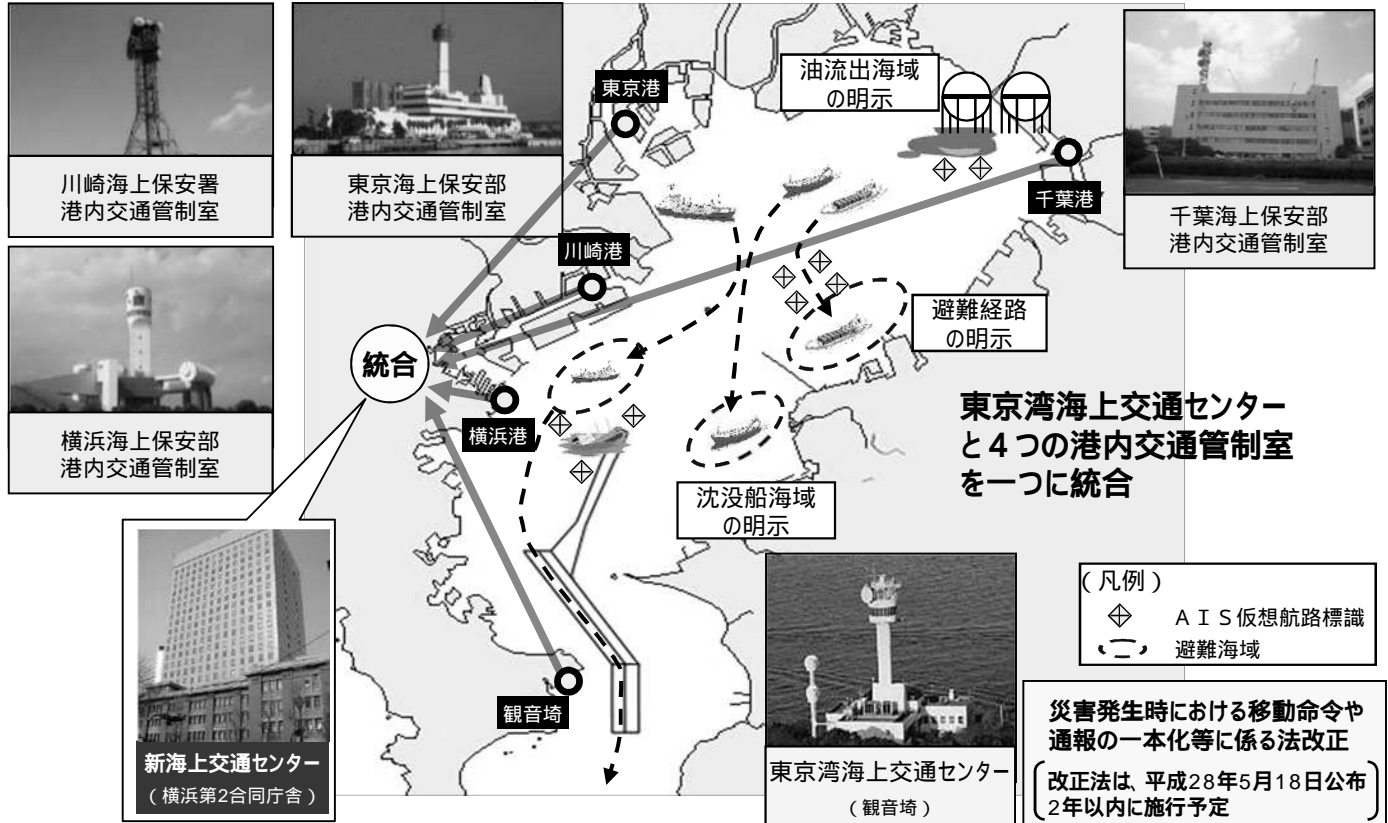 川崎海上保安署
港内交通管制室
東京海上保安部
港内交通管制室
油流出海域
の明示
千葉海上保安部
港内交通管制室
東京港
千葉港
川崎港
横浜海上保安部
港内交通管制室
避難経路
の明示
統合
横浜港
東京湾海上交通センター
と４つの港内交通管制室
を一つに統合
沈没船海域
の明示
新海上交通センター
（横浜第2合同庁舎）
観音埼
東京湾海上交通センター
（観音埼）
（凡例）
ＡＩＳ仮想航路標識
避難海域
災害発生時における移動命令や
通報の一本化等に係る法改正
改正法は、平成28年5月18日公布
2年以内に施行予定